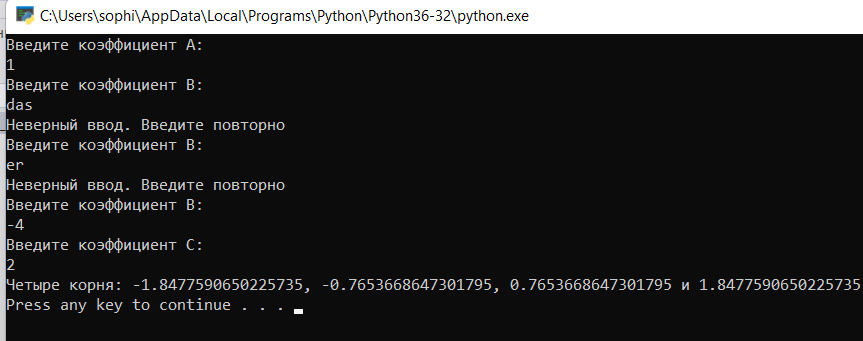 C:\Users\sophi\AppData\Local\Programs\Python\Python36-32\python.exe
Введите коэффициент A:
1
Введите коэффициент B:
das
Неверный ввод. Введите повторно
Введите коэффициент B:
er
Неверный ввод. Введите повторно
Введите коэффициент B:
-4
Введите коэффициент C:
2
Четыре корня: -1.8477590650225735, -0.7653668647301795, 0.7653668647301795 и 1.8477590650225735
Press any key to continue . . .